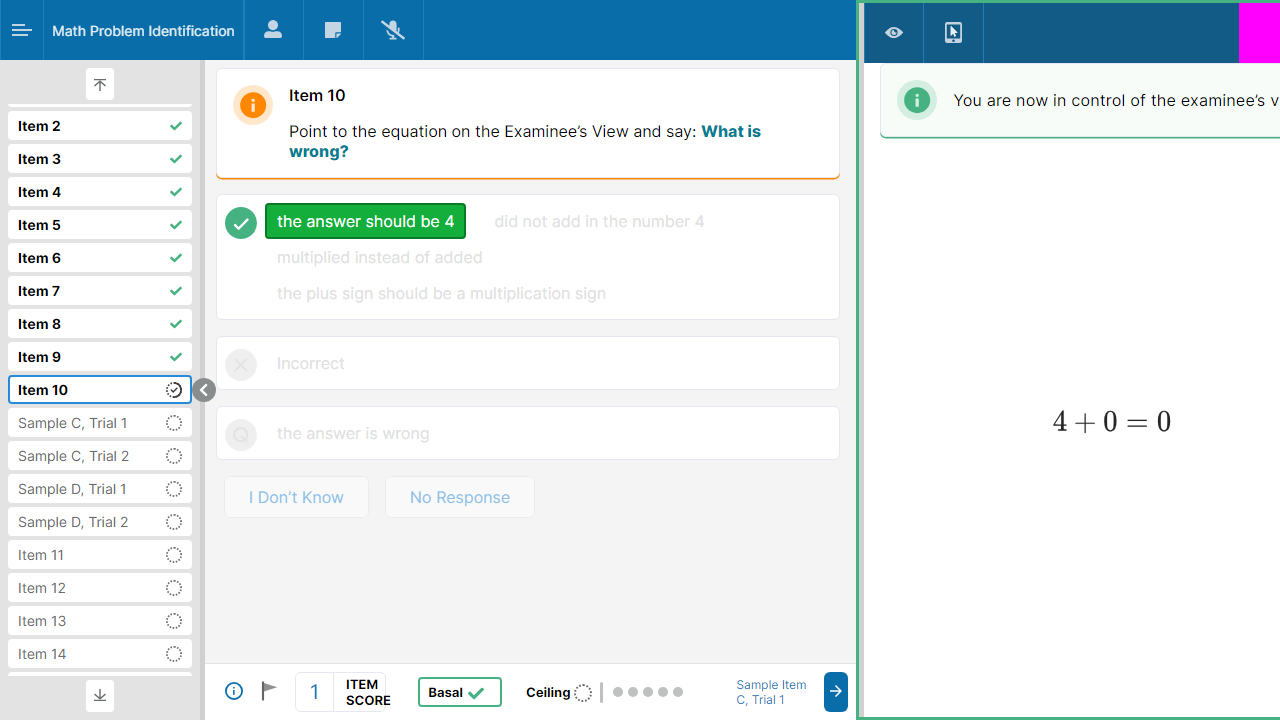 Math Problem Identification
Item 2
Item 3
Item 4
Item 5
Item 6
Item 7
Item 8
Item 9
Item 10
Sample C, Trial 1
Sample C, Trial 2
Sample D, Trial 1
Sample D, Trial 2
Item 11
Item 12
Item 13
Item 14
Item 10
Point to the equation on the Examinee’s View and say: What is
wrong?
the answer should be 4
did not add in the number 4
multiplied instead of added
the plus sign should be a multiplication sign
Incorrect
Q
the answer is wrong
I Don’t Know
No Response
1
ITEM
SCORE
Basal
Ceiling
Sample Item
C, Trial 1
You are now in control of the examinee’s v
4 + 0 = 0